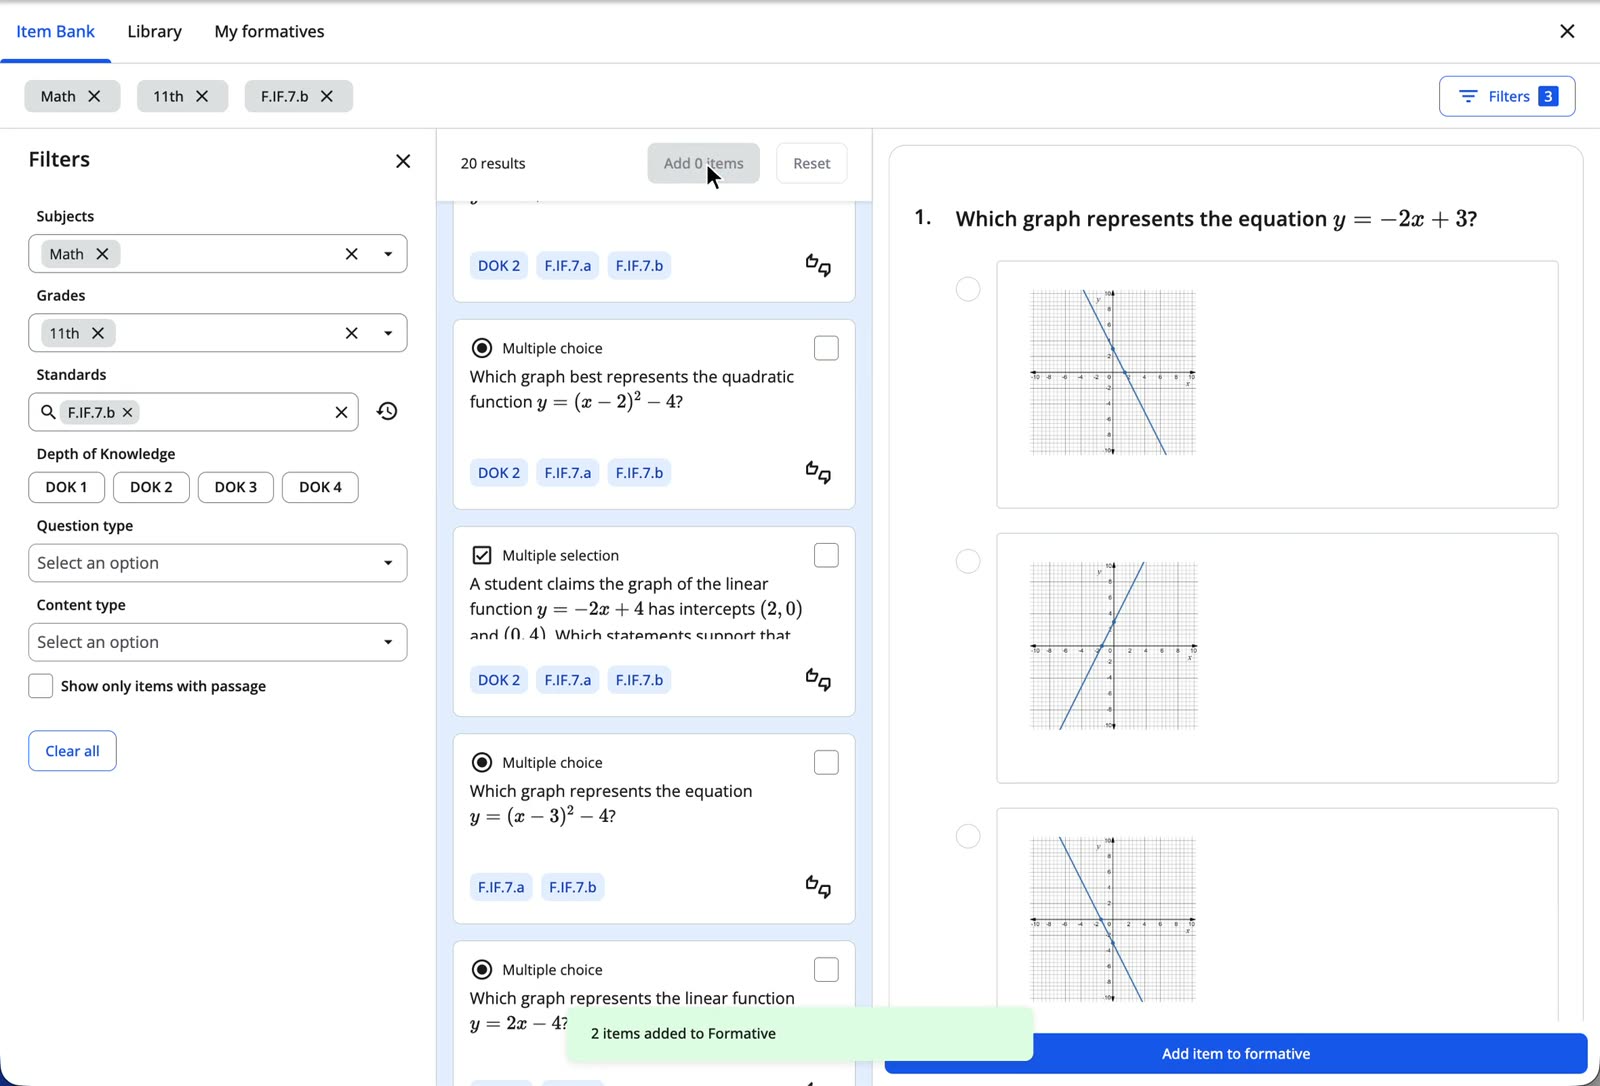 Item Bank
Library
My formatives
Math
11th
F.IF.7.b
Filters 3
Filters
Subjects
Math
Grades
11th
Standards
F.IF.7.b
Depth of Knowledge
DOK 1
DOK 2
DOK 3
DOK 4
Question type
Select an option
Content type
Select an option
Show only items with passage
Clear all
20 results
Add 0 items
Reset
DOK 2
F.IF.7.a
F.IF.7.b
Multiple choice
Which graph best represents the quadratic
function y = (x − 2)² − 4?
DOK 2
F.IF.7.a
F.IF.7.b
Multiple selection
A student claims the graph of the linear
function y = −2x + 4 has intercepts (2, 0)
and (0, 4). Which statements support that
DOK 2
F.IF.7.a
F.IF.7.b
Multiple choice
Which graph represents the equation
y = (x − 3)² − 4?
F.IF.7.a
F.IF.7.b
Multiple choice
Which graph represents the linear function
y = 2x − 4?
2 items added to Formative
1. Which graph represents the equation y = −2x + 3?
Add item to formative